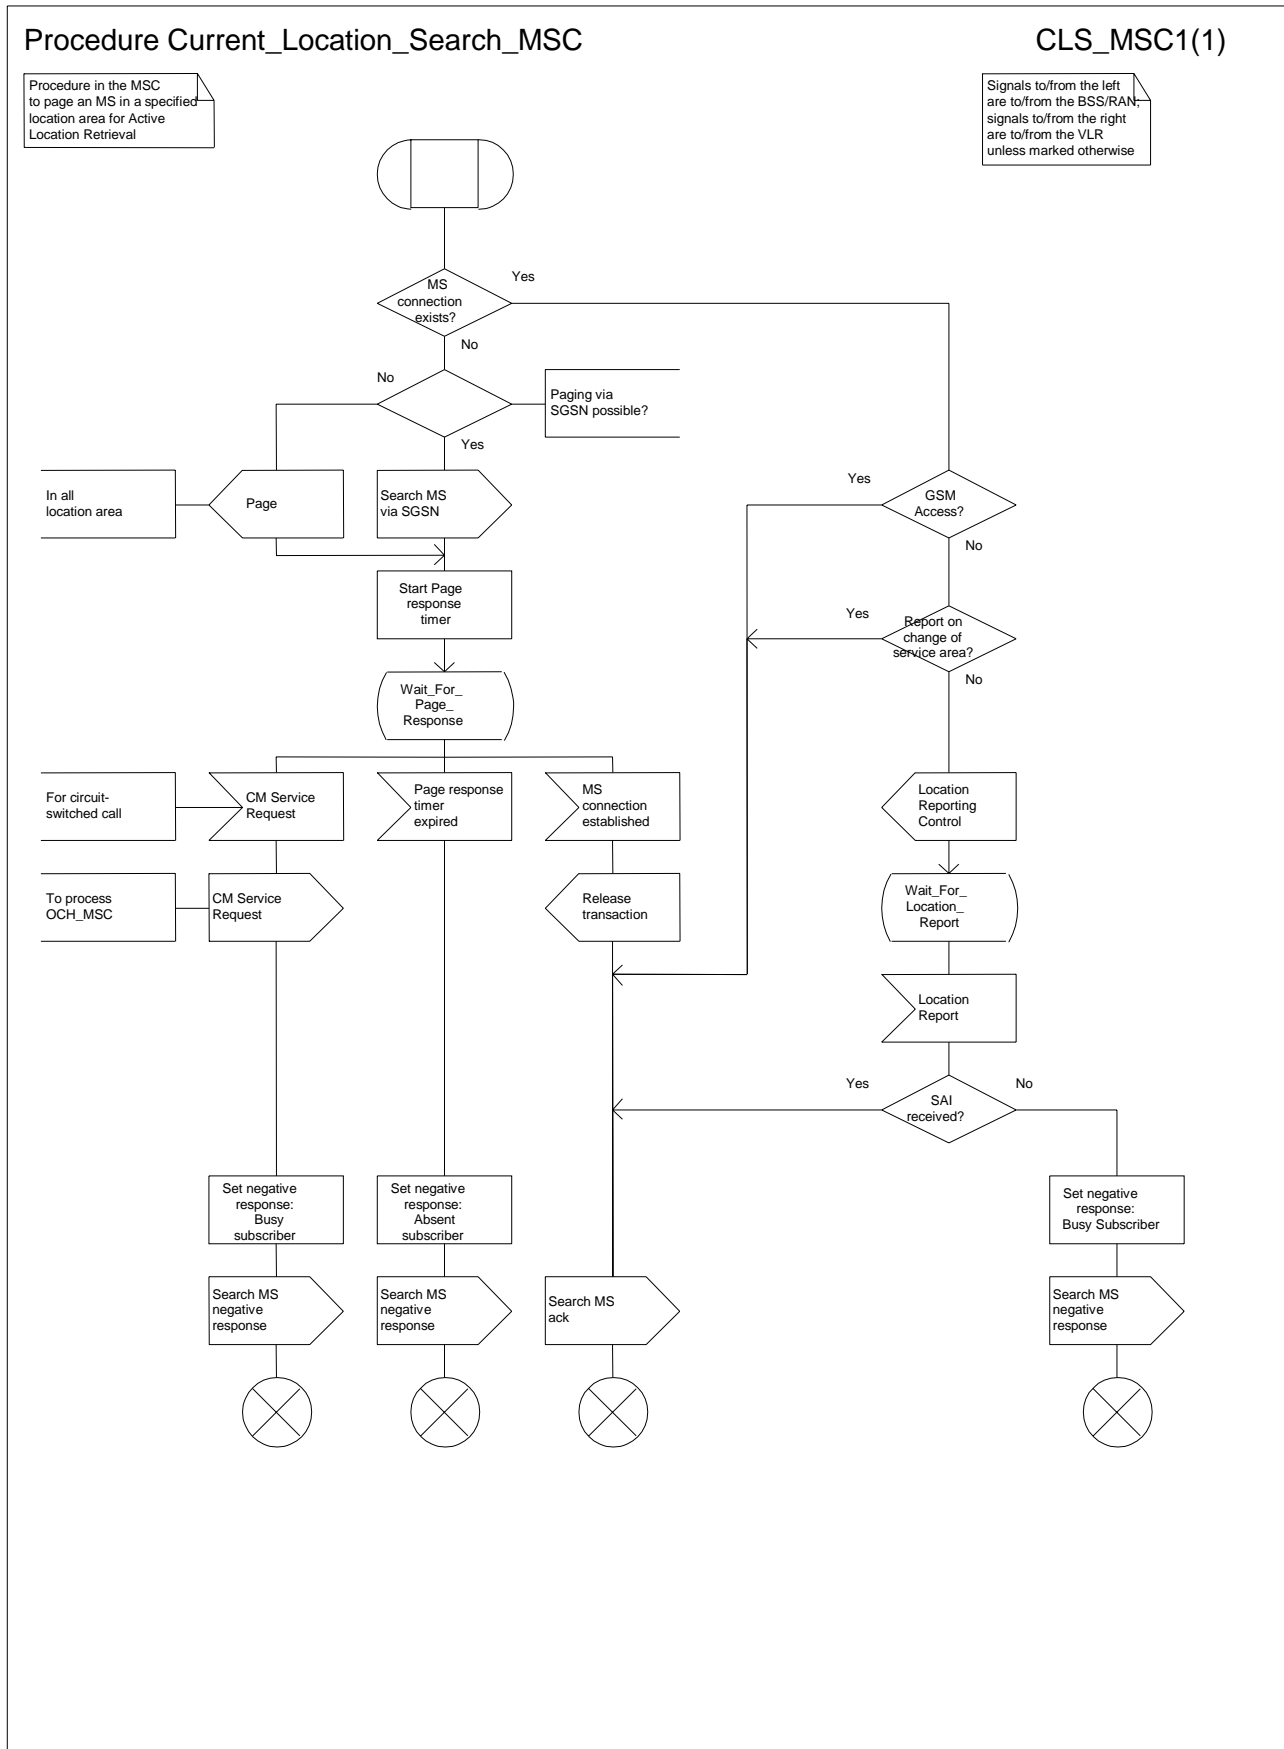 Procedure Current_Location_Search_MSC
CLS_MSC1(1)
Procedure in the MSC
to page an MS in a specified
location area for Active
Location Retrieval
Signals to/from the left
are to/from the BSS/RAN;
signals to/from the right
are to/from the VLR
unless marked otherwise
MS
connection
exists?
Yes
No
No
Paging via
SGSN possible?
Yes
In all
location area
Page
Search MS
via SGSN
Yes
GSM
Access?
No
Start Page
response
timer
Yes
Report on
change of
service area?
No
Wait_For_
Page_
Response
For circuit-
switched call
CM Service
Request
Page response
timer
expired
MS
connection
established
Location
Reporting
Control
To process
OCH_MSC
CM Service
Request
Release
transaction
Wait_For_
Location_
Report
Location
Report
Yes
SAI
received?
No
Set negative
response:
Busy
subscriber
Set negative
response:
Absent
subscriber
Set negative
response:
Busy Subscriber
Search MS
negative
response
Search MS
negative
response
Search MS
ack
Search MS
negative
response